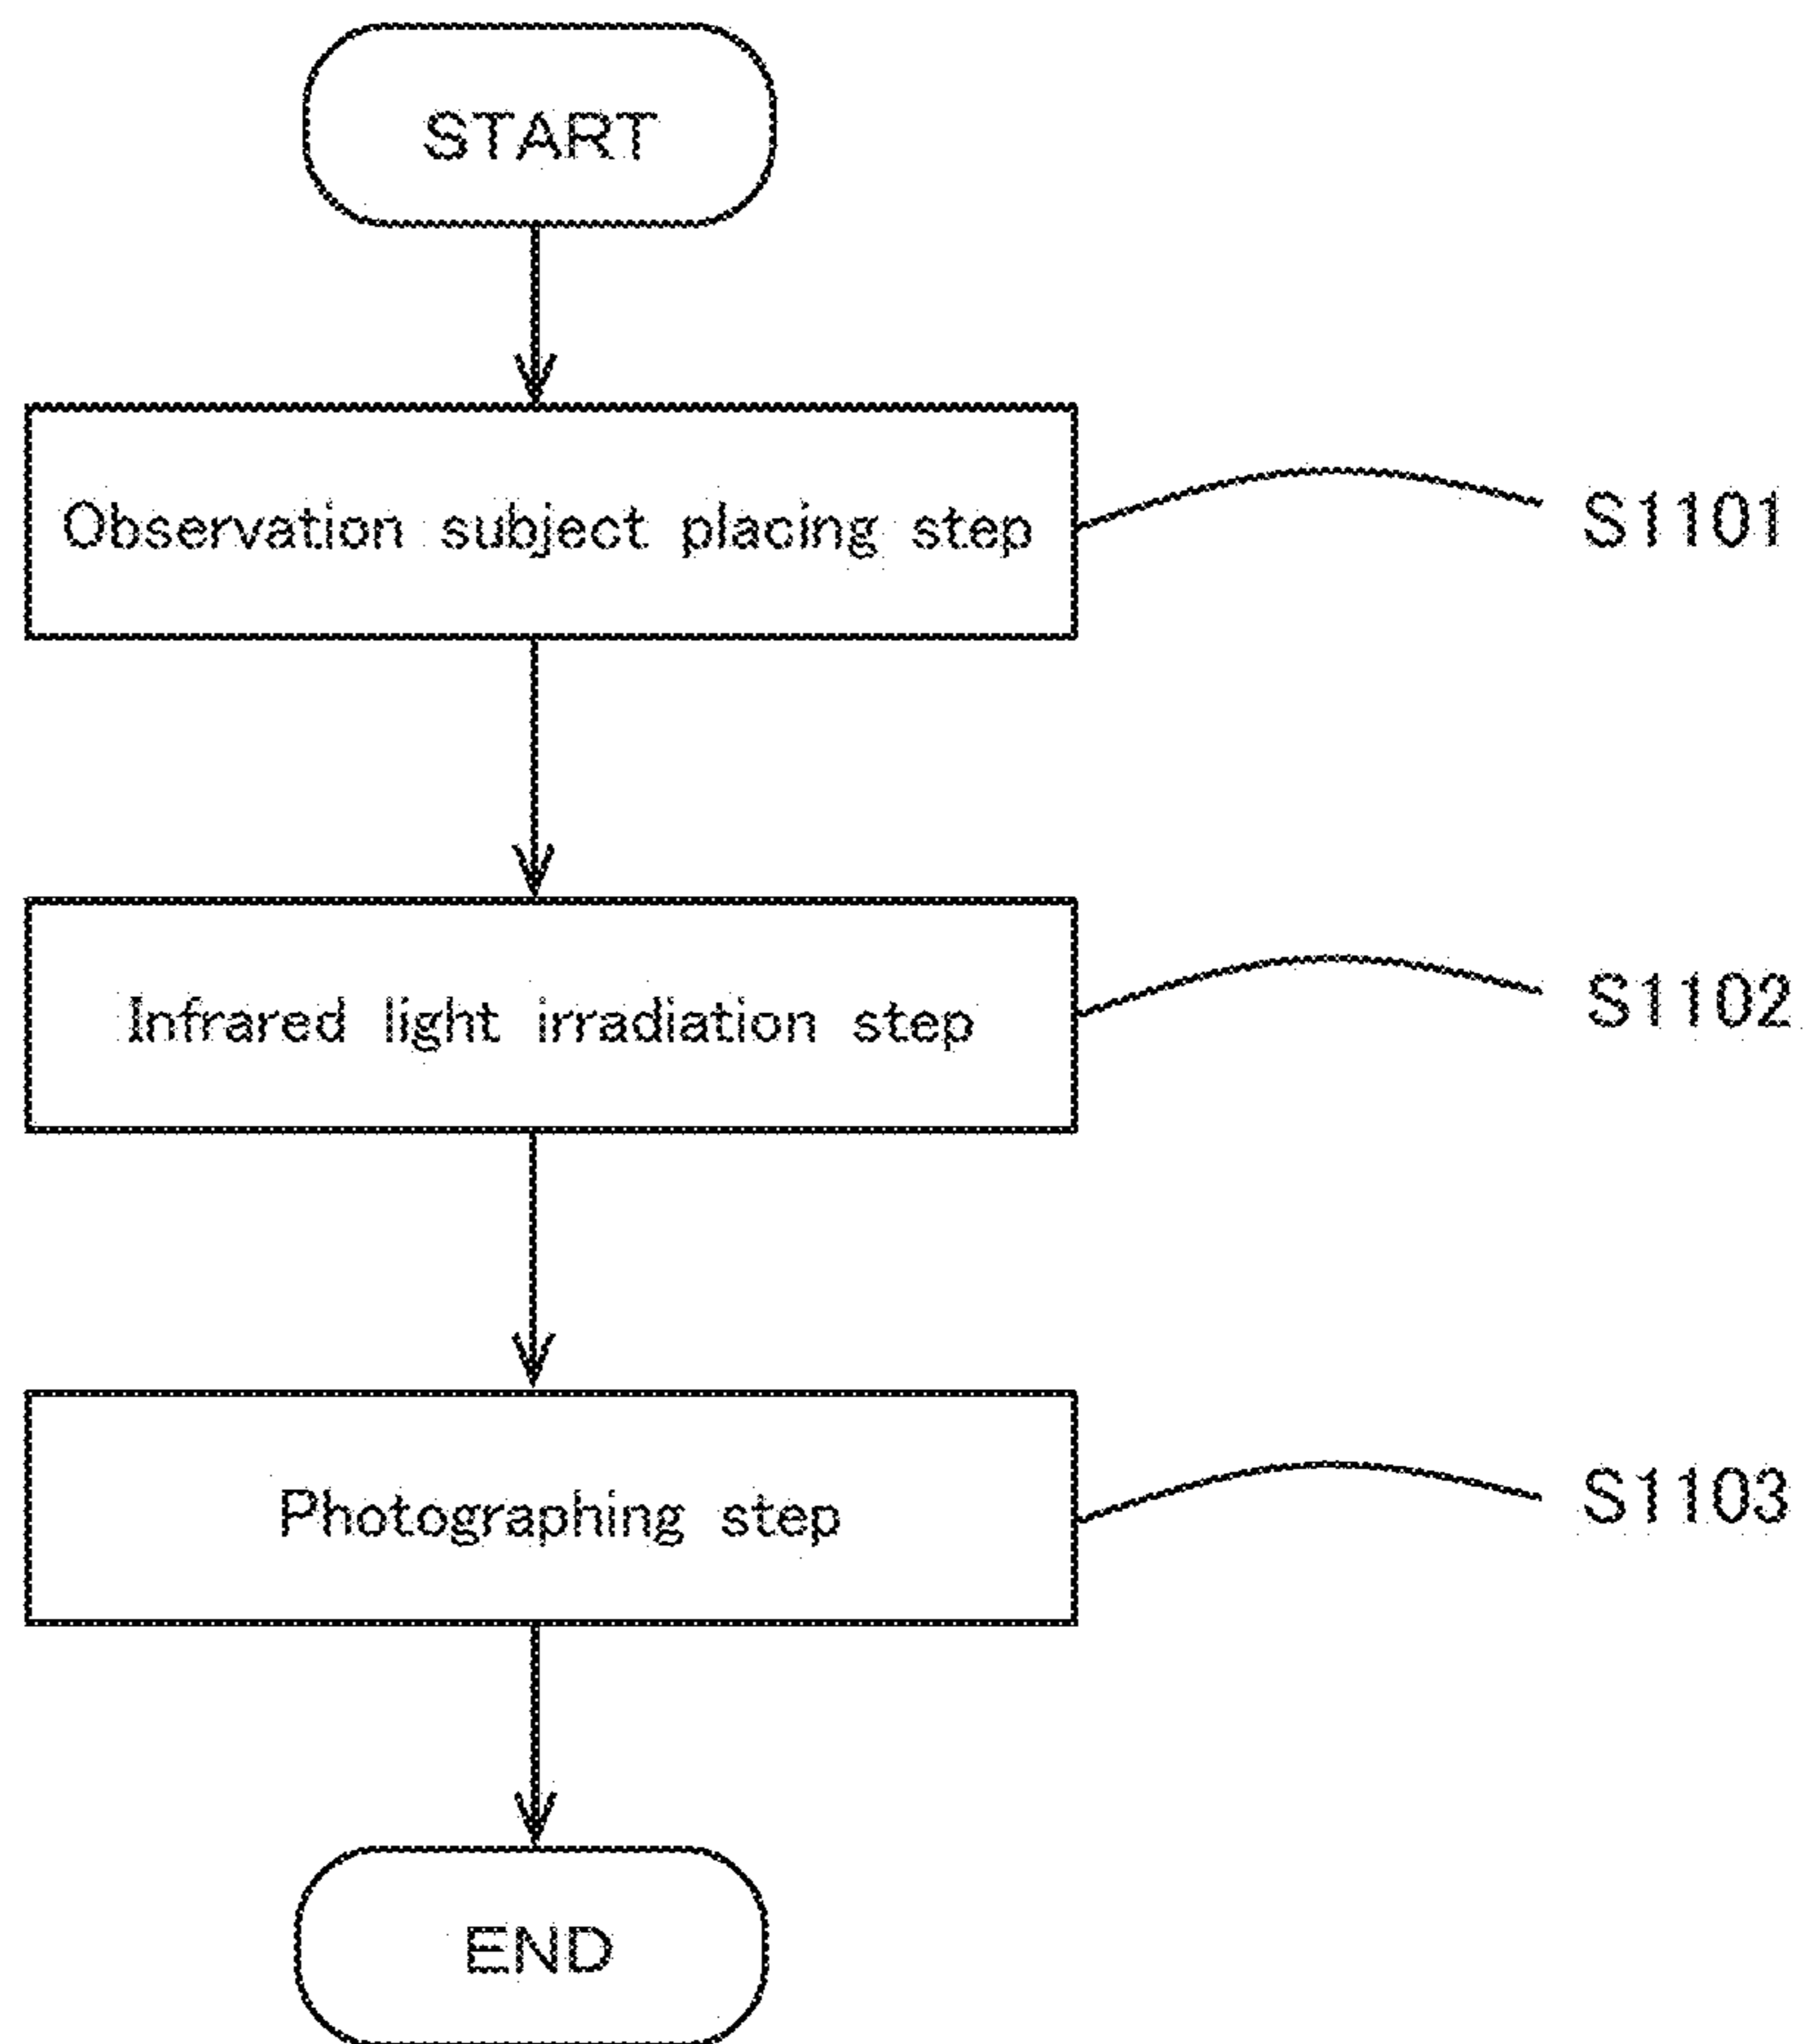 START
Observation subject placing step
S1101
Infrared light irradiation step
S1102
Photographing step
S1103
END